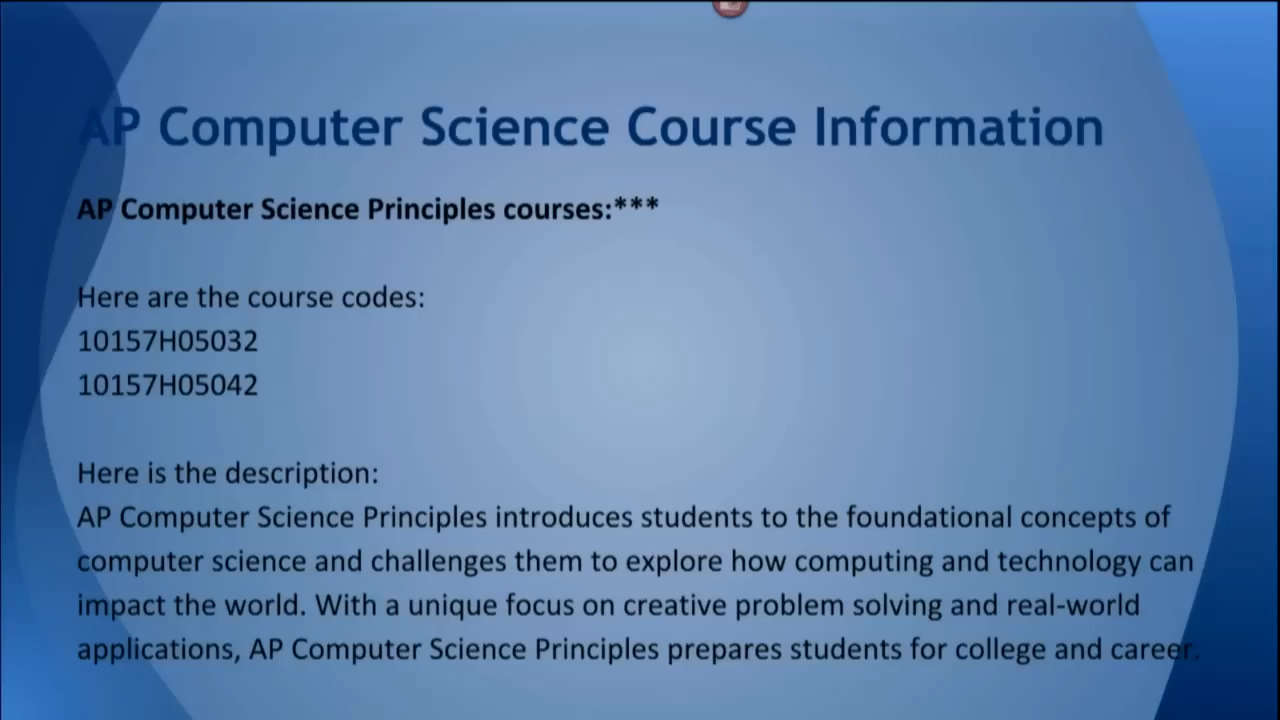 AP Computer Science Course Information
AP Computer Science Principles courses:***
Here are the course codes:
10157H05032
10157H05042
Here is the description:
AP Computer Science Principles introduces students to the foundational concepts of
computer science and challenges them to explore how computing and technology can
impact the world. With a unique focus on creative problem solving and real-world
applications, AP Computer Science Principles prepares students for college and career.